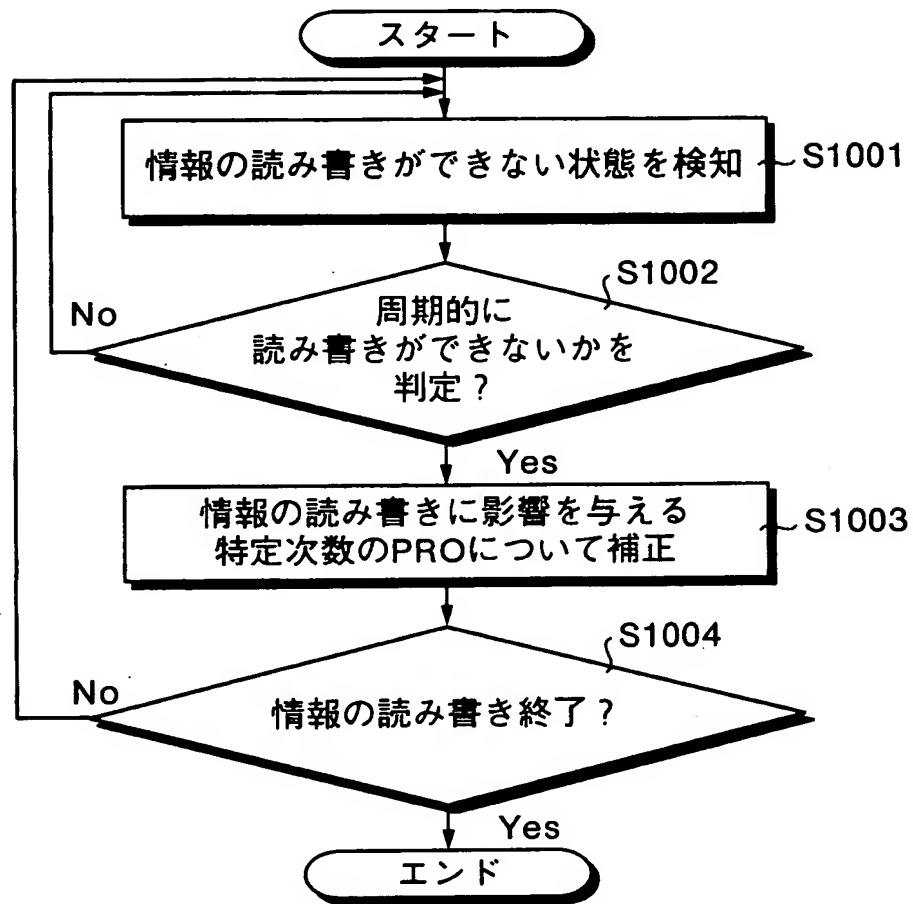 スタート
情報の読み書きができない状態を検知
S1001
S1002
周期的に
読み書きができないかを
判定？
No
Yes
情報の読み書きに影響を与える
特定次数のPROについて補正
S1003
S1004
情報の読み書き終了？
No
Yes
エンド